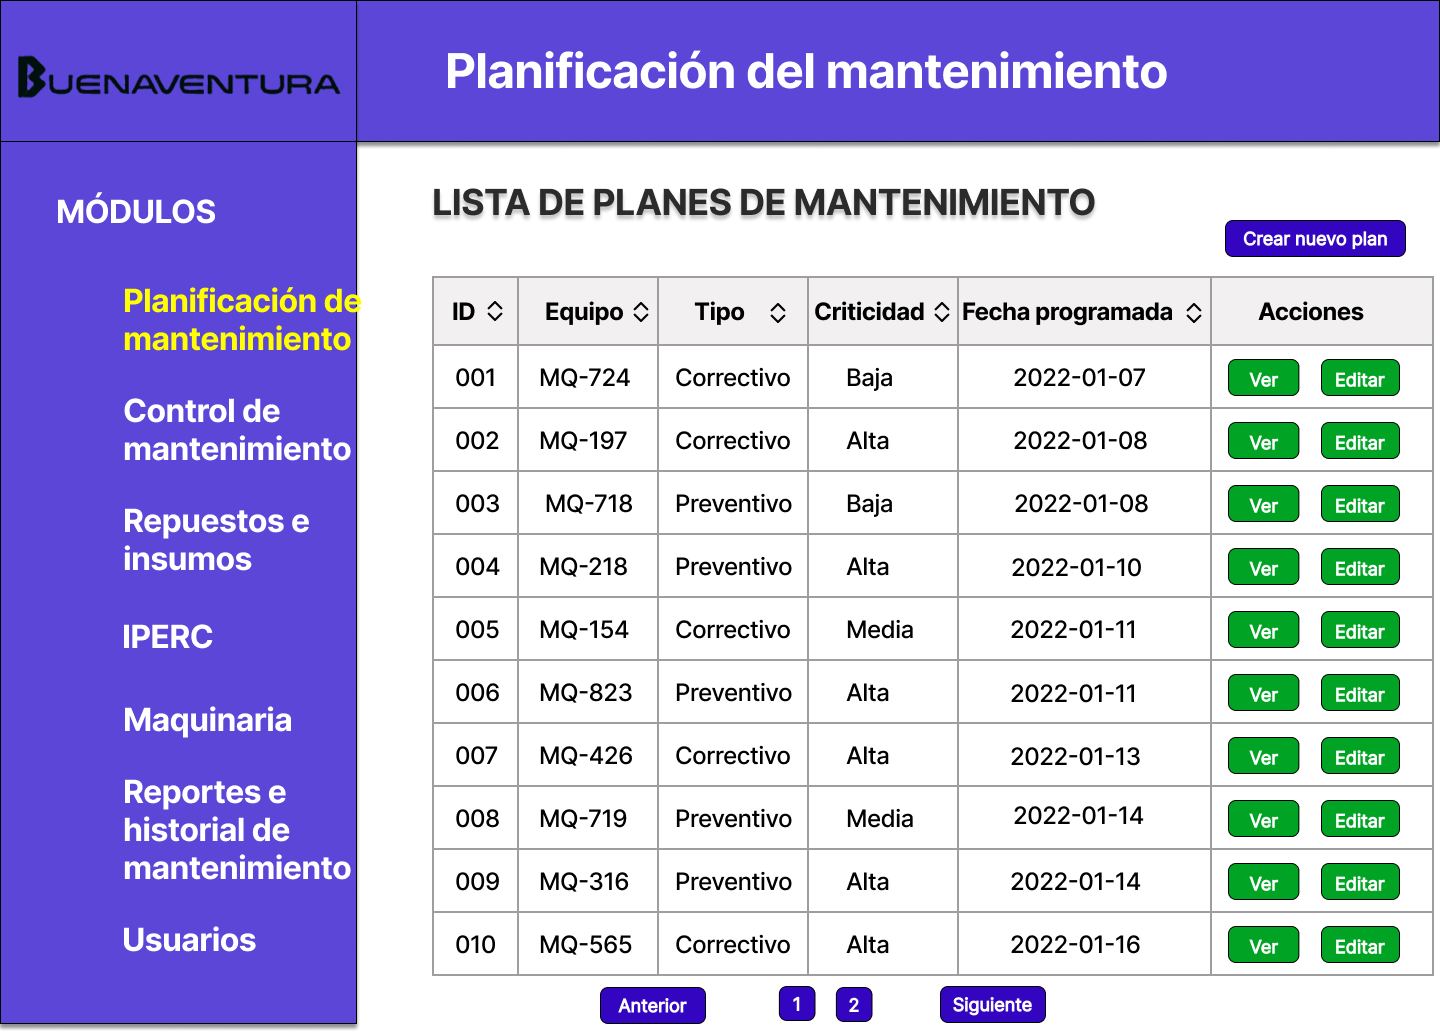 BUENAVENTURA
Planificación del mantenimiento
MÓDULOS
Planificación de
mantenimiento
Control de
mantenimiento
Repuestos e
insumos
IPERC
Maquinaria
Reportes e
historial de
mantenimiento
Usuarios
LISTA DE PLANES DE MANTENIMIENTO
Crear nuevo plan
ID Equipo Tipo Criticidad Fecha programada Acciones
001 MQ-724 Correctivo Baja 2022-01-07 Ver Editar
002 MQ-197 Correctivo Alta 2022-01-08 Ver Editar
003 MQ-718 Preventivo Baja 2022-01-08 Ver Editar
004 MQ-218 Preventivo Alta 2022-01-10 Ver Editar
005 MQ-154 Correctivo Media 2022-01-11 Ver Editar
006 MQ-823 Preventivo Alta 2022-01-11 Ver Editar
007 MQ-426 Correctivo Alta 2022-01-13 Ver Editar
008 MQ-719 Preventivo Media 2022-01-14 Ver Editar
009 MQ-316 Preventivo Alta 2022-01-14 Ver Editar
010 MQ-565 Correctivo Alta 2022-01-16 Ver Editar
Anterior 1 2 Siguiente